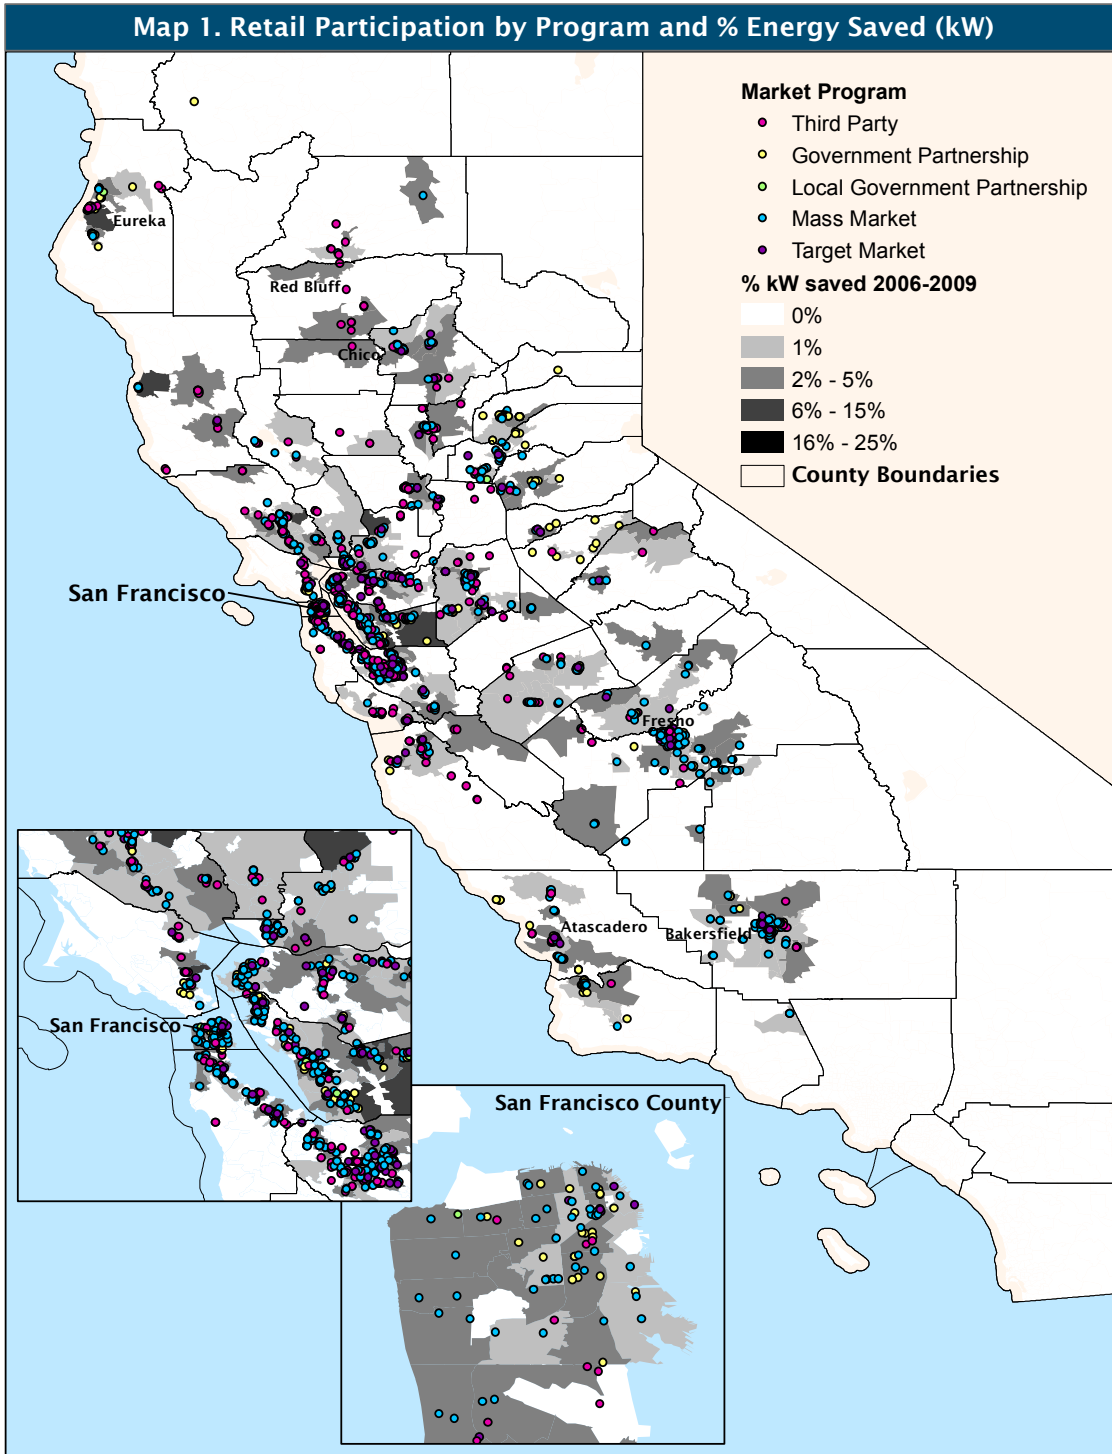 Map 1. Retail Participation by Program and % Energy Saved (kW)
Market Program
Third Party
Government Partnership
Local Government Partnership
Mass Market
Target Market
% kW saved 2006-2009
0%
1%
2% - 5%
6% - 15%
16% - 25%
County Boundaries
Eureka
Red Bluff
Chico
San Francisco
Fresno
Atascadero
Bakersfield
San Francisco
San Francisco County